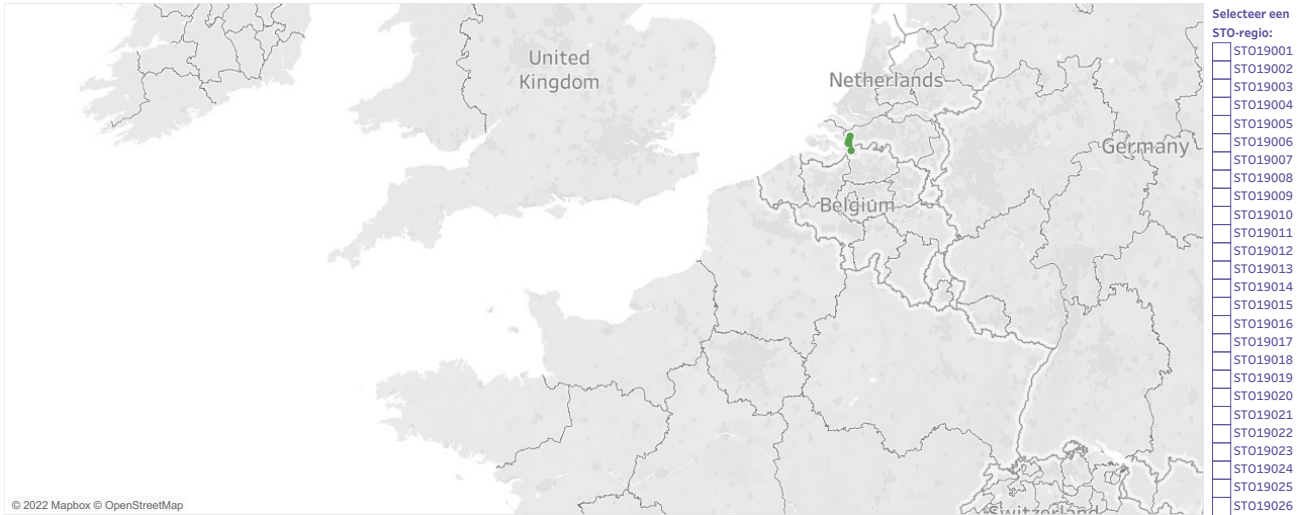 United
Kingdom
Netherlands
Germany
Belgium
Switzerland
© 2022 Mapbox © OpenStreetMap
Selecteer een
STO-regio:
STO19001
STO19002
STO19003
STO19004
STO19005
STO19006
STO19007
STO19008
STO19009
STO19010
STO19011
STO19012
STO19013
STO19014
STO19015
STO19016
STO19017
STO19018
STO19019
STO19020
STO19021
STO19022
STO19023
STO19024
STO19025
STO19026